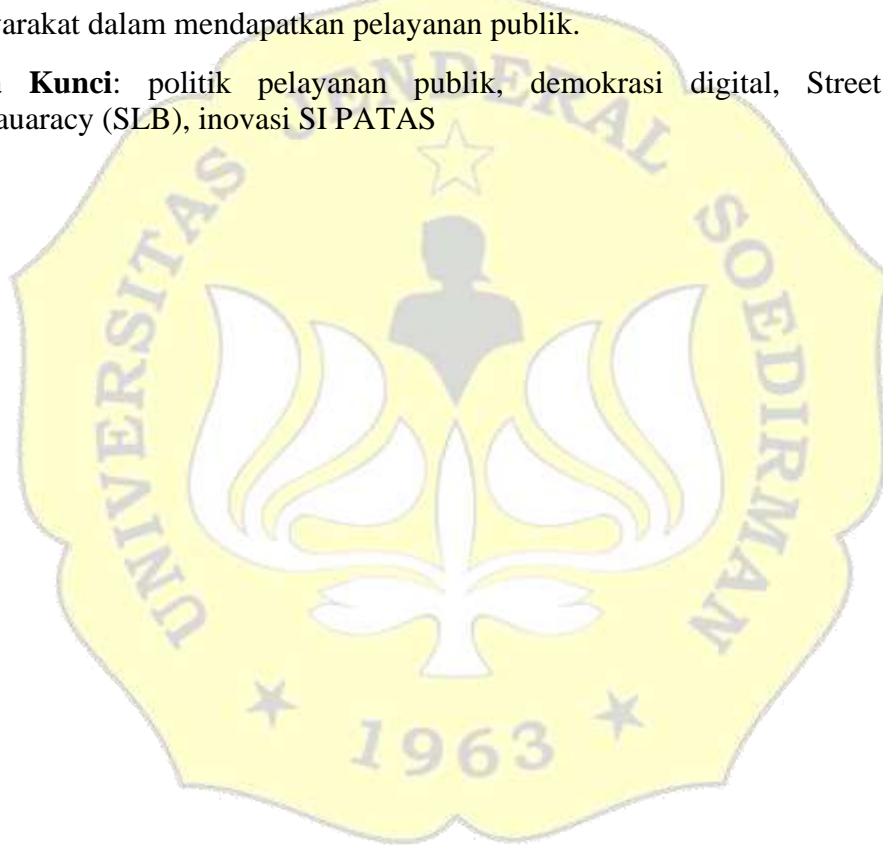 yarakat dalam mendapatkan pelayanan publik.
Kunci: politik pelayanan publik, demokrasi digital, Street
auaracy (SLB), inovasi SI PATAS
UNIVERSITAS JENDERAL SOEDIRMAN
1963